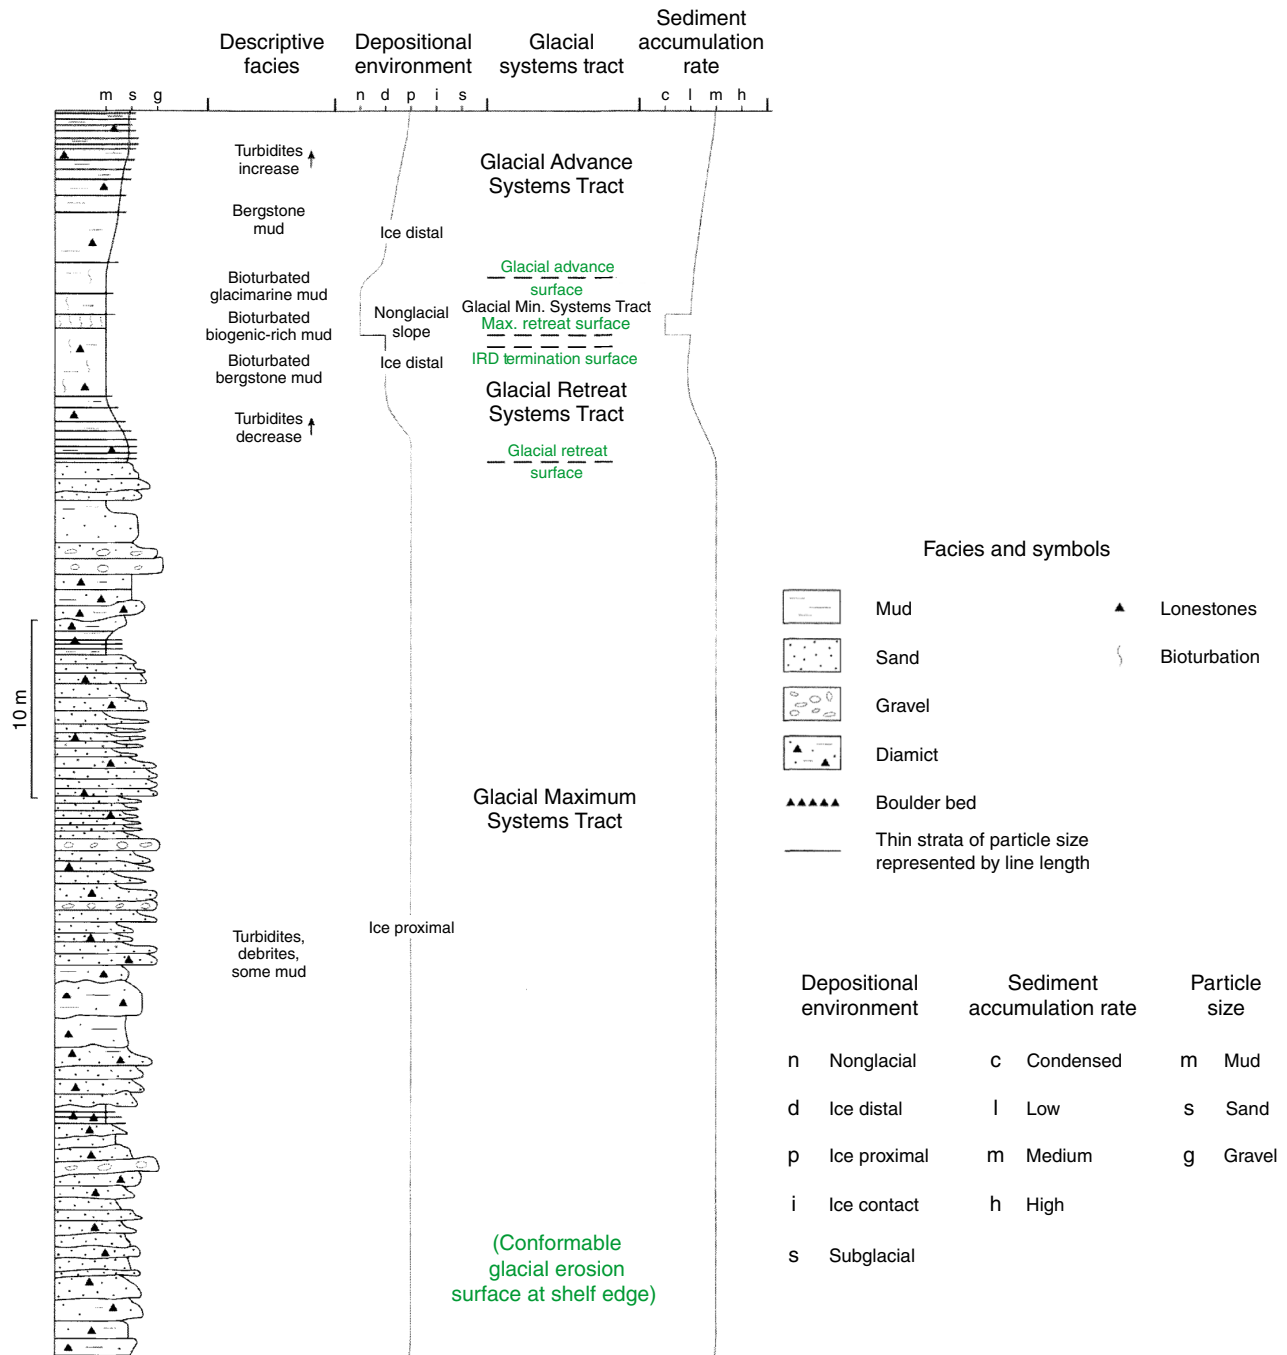 Descriptive
facies
Depositional
environment
Glacial
systems tract
Sediment
accumulation
rate
m s g
n d p i s
c l m h
Turbidites
increase
Glacial Advance
Systems Tract
Bergstone
mud
Ice distal
Glacial advance
surface
Bioturbated
glacimarine mud
Glacial Min. Systems Tract
Nonglacial
slope
Bioturbated
biogenic-rich mud
Max. retreat surface
Ice distal
IRD termination surface
Bioturbated
bergstone mud
Glacial Retreat
Systems Tract
Turbidites
decrease
Glacial retreat
surface
10 m
Glacial Maximum
Systems Tract
Ice proximal
Turbidites,
debrites,
some mud
(Conformable
glacial erosion
surface at shelf edge)
Facies and symbols
Mud
Lonestones
Sand
Bioturbation
Gravel
Diamict
Boulder bed
Thin strata of particle size
represented by line length
Depositional
environment
n Nonglacial
d Ice distal
p Ice proximal
i Ice contact
s Subglacial
Sediment
accumulation rate
c Condensed
l Low
m Medium
h High
Particle
size
m Mud
s Sand
g Gravel